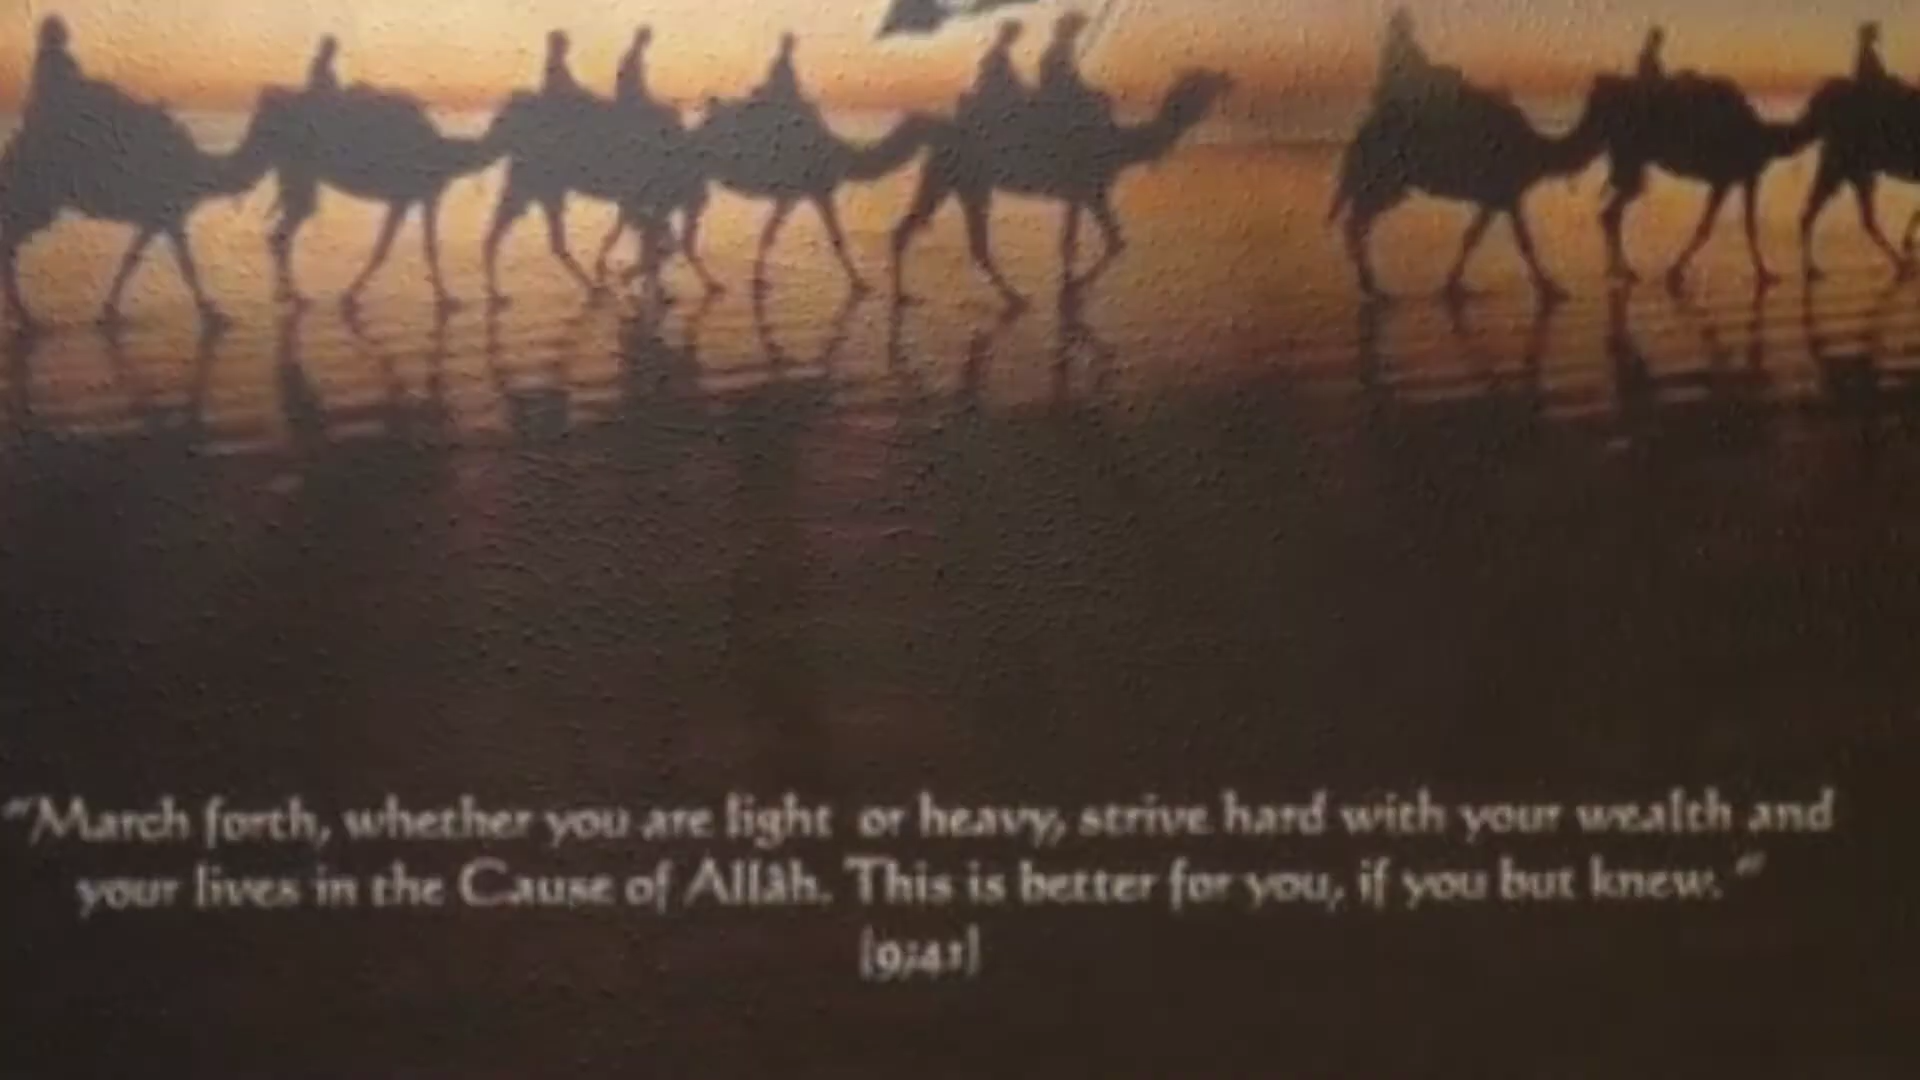 "March forth, whether you are light or heavy, strive hard with your wealth and
your lives in the Cause of Allâh. This is better for you, if you but knew."
[9:41]